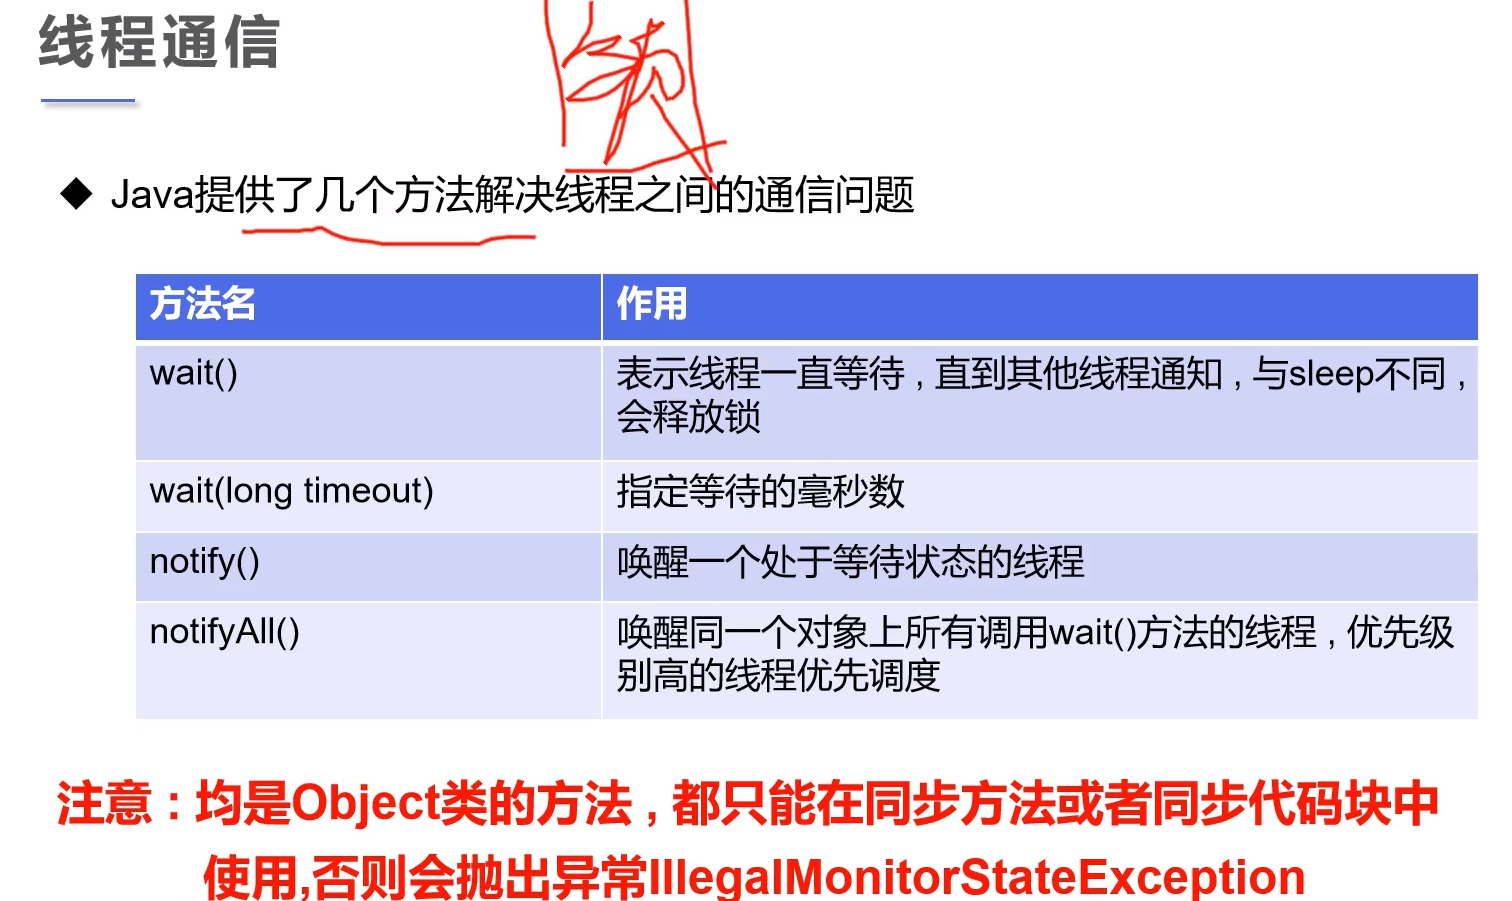 线程通信
Java提供了几个方法解决线程之间的通信问题
方法名
作用
wait()
表示线程一直等待，直到其他线程通知，与sleep不同，
会释放锁
wait(long timeout)
指定等待的毫秒数
notify()
唤醒一个处于等待状态的线程
notifyAll()
唤醒同一个对象上所有调用wait()方法的线程，优先级
别高的线程优先调度
注意：均是Object类的方法，都只能在同步方法或者同步代码块中
使用,否则会抛出异常IllegalMonitorStateException